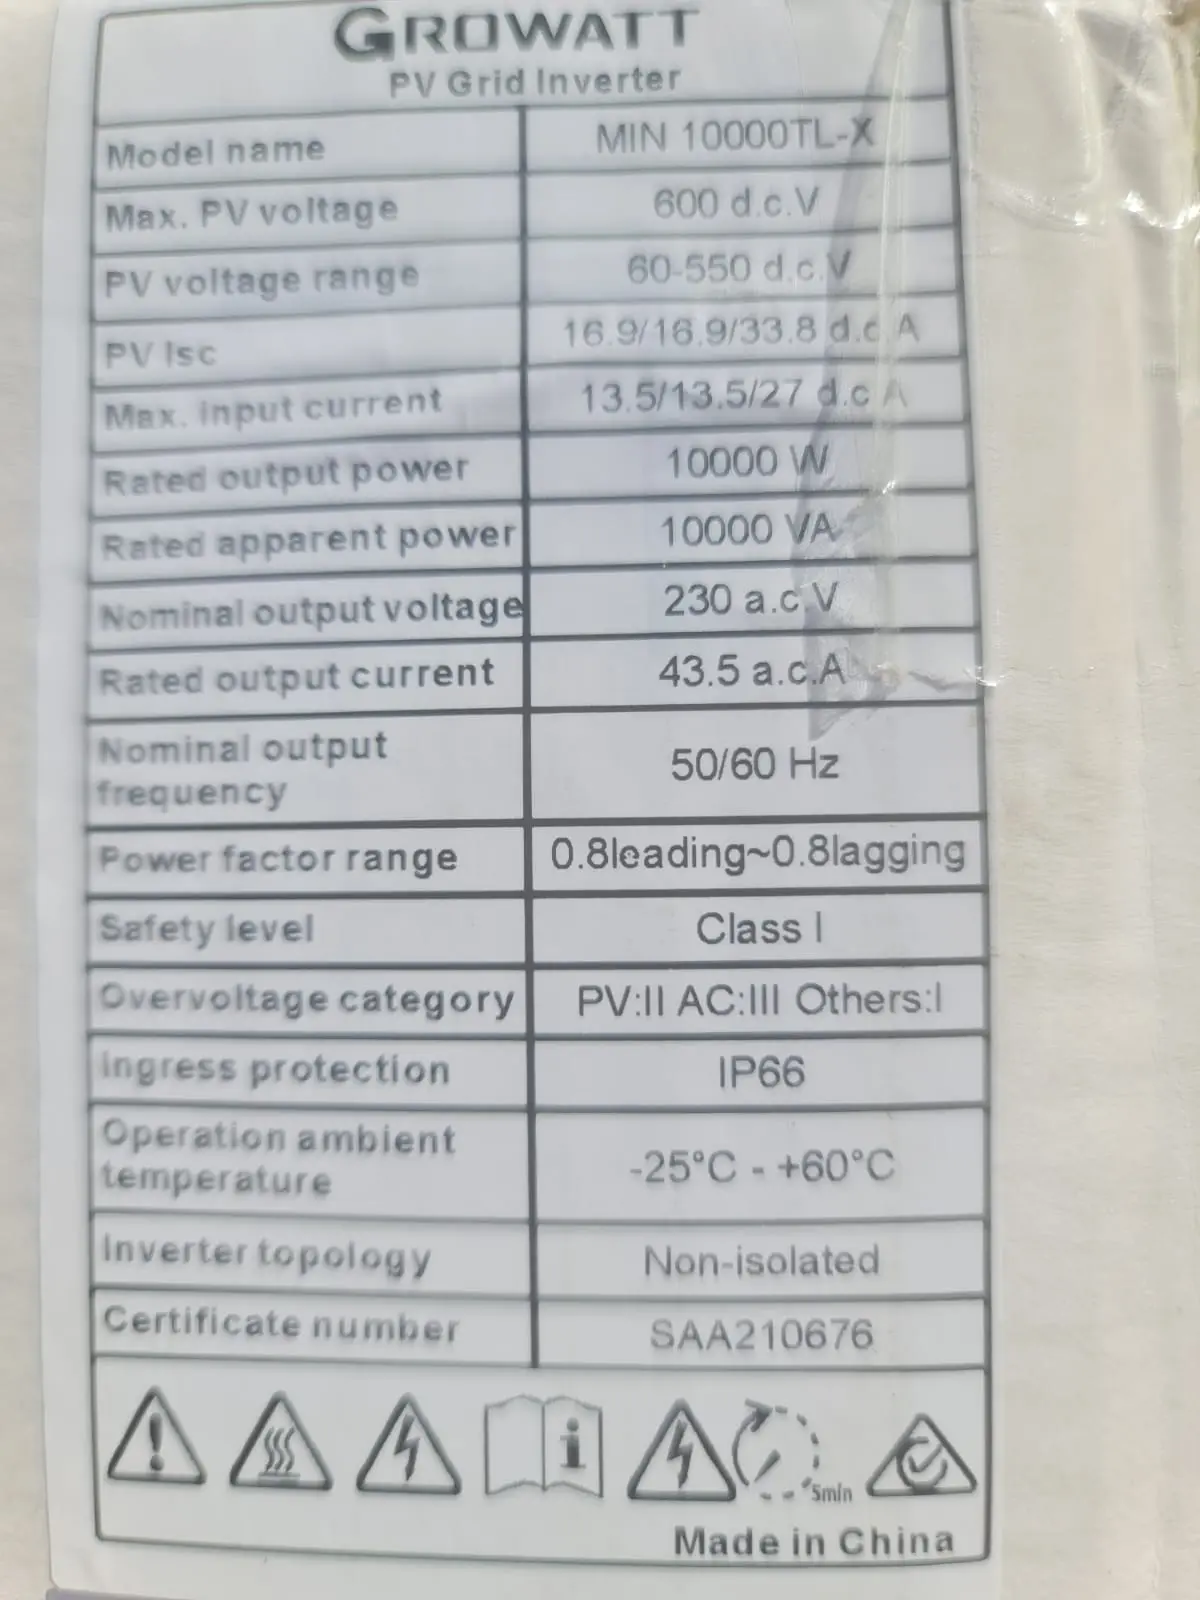 GROWATT
PV Grid Inverter
Model name MIN 10000TL-X
Max. PV voltage 600 d.c.V
PV voltage range 60-550 d.c.V
PV Isc 16.9/16.9/33.8 d.c A
Max. input current 13.5/13.5/27 d.c A
Rated output power 10000 W
Rated apparent power 10000 VA
Nominal output voltage 230 a.c.V
Rated output current 43.5 a.c.A
Nominal output
frequency 50/60 Hz
Power factor range 0.8leading~0.8lagging
Safety level Class I
Overvoltage category PV:II AC:III Others:I
Ingress protection IP66
Operation ambient
temperature -25°C - +60°C
Inverter topology Non-isolated
Certificate number SAA210676
5min
Made in China